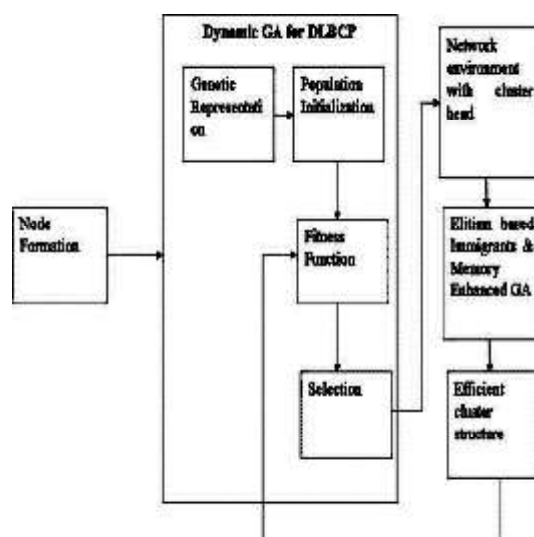 Dynamic GA for DLBCP
Genetic
Representati
on
Population
Initialization
Network
environment
with cluster
head
Node
Formation
Fitness
Function
Elitism based
Immigrants &
Memory
Enhanced GA
Selection
Efficient
cluster
structure